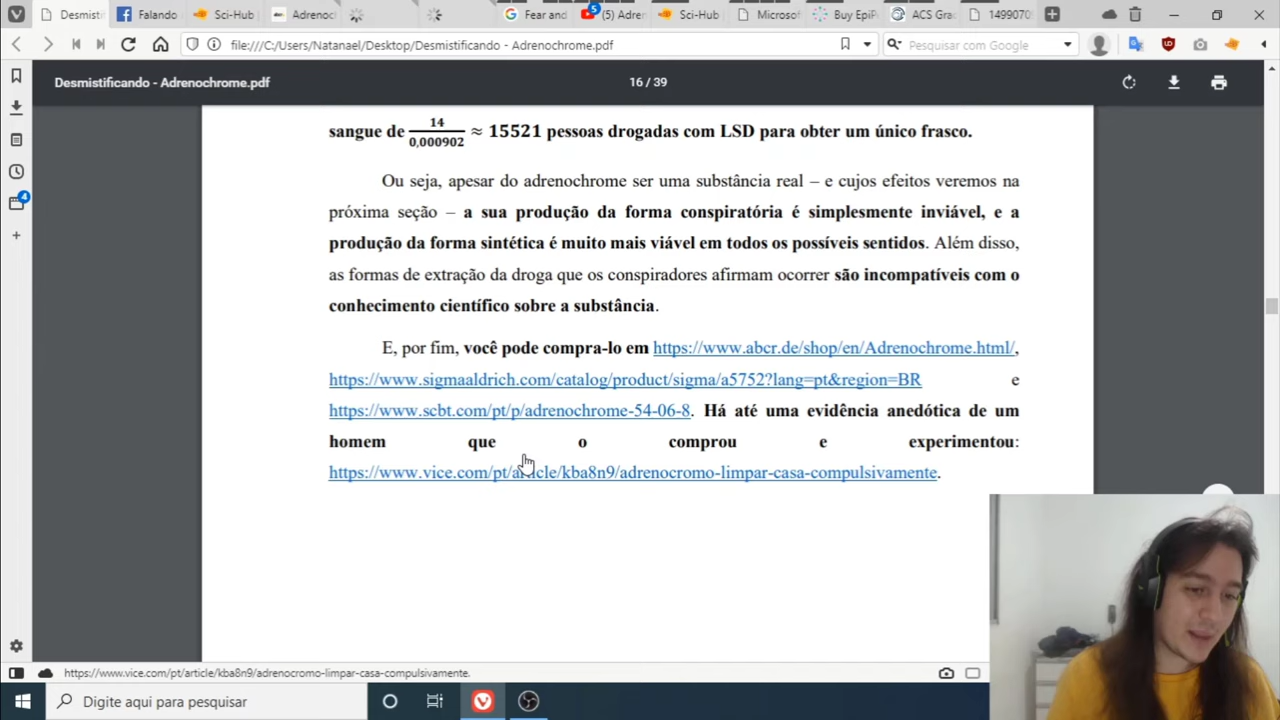 Desmisti
Falando
Sci-Hub
Adrenoc
Fear and
(5) Adren
Sci-Hub
Microso
Buy EpiP
ACS Gra
1499070
file:///C:/Users/Natanael/Desktop/Desmistificando - Adrenochrome.pdf
Pesquisar com Google
Desmistificando - Adrenochrome.pdf
16 / 39
sangue de 14/0,000902 ≈ 15521 pessoas drogadas com LSD para obter um único frasco.
Ou seja, apesar do adrenochrome ser uma substância real – e cujos efeitos veremos na
próxima seção – a sua produção da forma conspiratória é simplesmente inviável, e a
produção da forma sintética é muito mais viável em todos os possíveis sentidos. Além disso,
as formas de extração da droga que os conspiradores afirmam ocorrer são incompatíveis com o
conhecimento científico sobre a substância.
E, por fim, você pode compra-lo em https://www.abcr.de/shop/en/Adrenochrome.html/,
https://www.sigmaaldrich.com/catalog/product/sigma/a5752?lang=pt&region=BR e
https://www.scbt.com/pt/p/adrenochrome-54-06-8. Há até uma evidência anedótica de um
homem que o comprou e experimentou:
https://www.vice.com/pt/article/kba8n9/adrenocromo-limpar-casa-compulsivamente.
4
https://www.vice.com/pt/article/kba8n9/adrenocromo-limpar-casa-compulsivamente.
Digite aqui para pesquisar